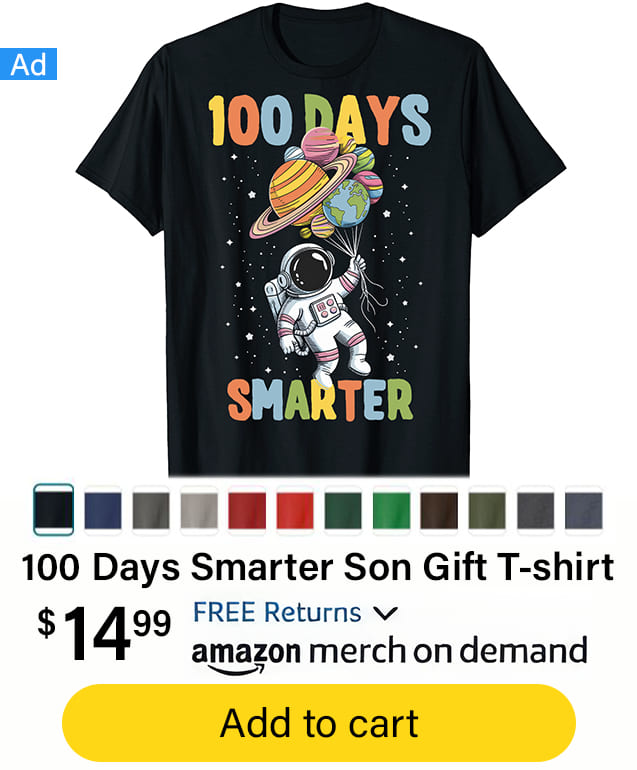 Ad
100 DAYS
SMARTER
100 Days Smarter Son Gift T-shirt
$14.99
FREE Returns
amazon merch on demand
Add to cart